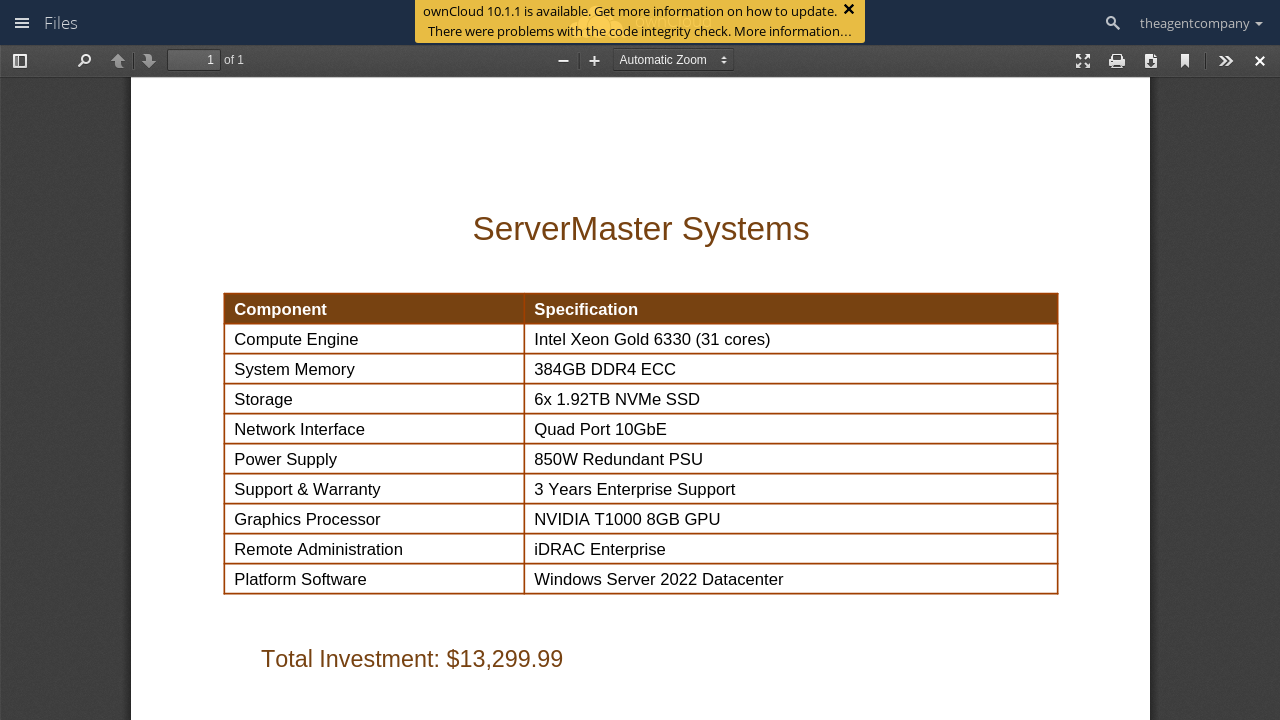 Files
ownCloud 10.1.1 is available. Get more information on how to update.
There were problems with the code integrity check. More information…
theagentcompany
1 of 1
Automatic Zoom
ServerMaster Systems
Component Specification
Compute Engine Intel Xeon Gold 6330 (31 cores)
System Memory 384GB DDR4 ECC
Storage 6x 1.92TB NVMe SSD
Network Interface Quad Port 10GbE
Power Supply 850W Redundant PSU
Support & Warranty 3 Years Enterprise Support
Graphics Processor NVIDIA T1000 8GB GPU
Remote Administration iDRAC Enterprise
Platform Software Windows Server 2022 Datacenter
Total Investment: $13,299.99